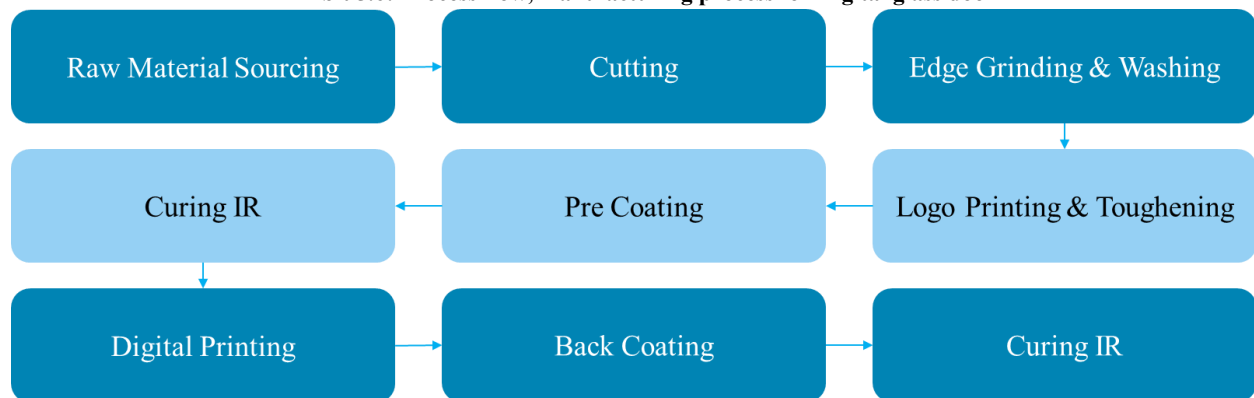 Raw Material Sourcing
Cutting
Edge Grinding & Washing
Curing IR
Pre Coating
Logo Printing & Toughening
Digital Printing
Back Coating
Curing IR